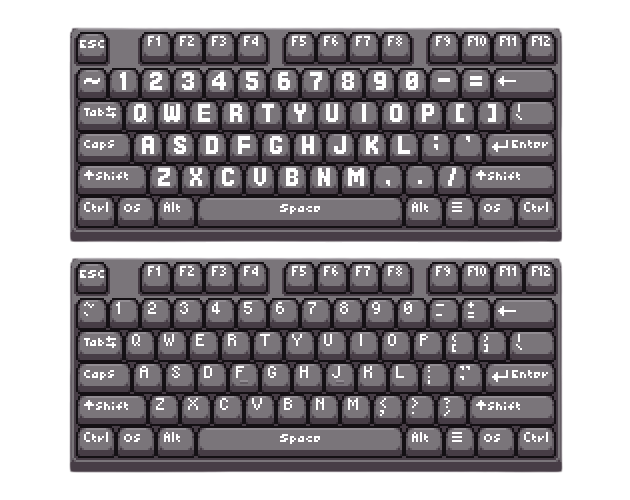 ESC F1 F2 F3 F4 F5 F6 F7 F8 F9 F10 F11 F12
~ 1 2 3 4 5 6 7 8 9 0 - = ←
Tab⇆ Q W E R T Y U I O P [ ] \
Caps A S D F G H J K L ; ' ↵Enter
↑Shift Z X C V B N M , . / ↑Shift
Ctrl OS Alt Space Alt ☰ OS Ctrl
ESC F1 F2 F3 F4 F5 F6 F7 F8 F9 F10 F11 F12
~ 1 2 3 4 5 6 7 8 9 0 - = ←
Tab⇆ Q W E R T Y U I O P { [ } ] \
Caps A S D F G H J K L : ; " ' ↵Enter
↑Shift Z X C V B N M ↑Shift
Ctrl OS Alt Space Alt ☰ OS Ctrl